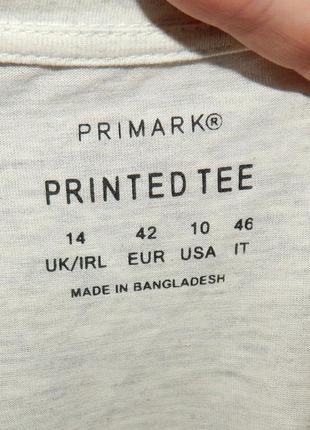 PRIMARK®
PRINTED TEE
14 42 10 46
UK/IRL EUR USA IT
MADE IN BANGLADESH